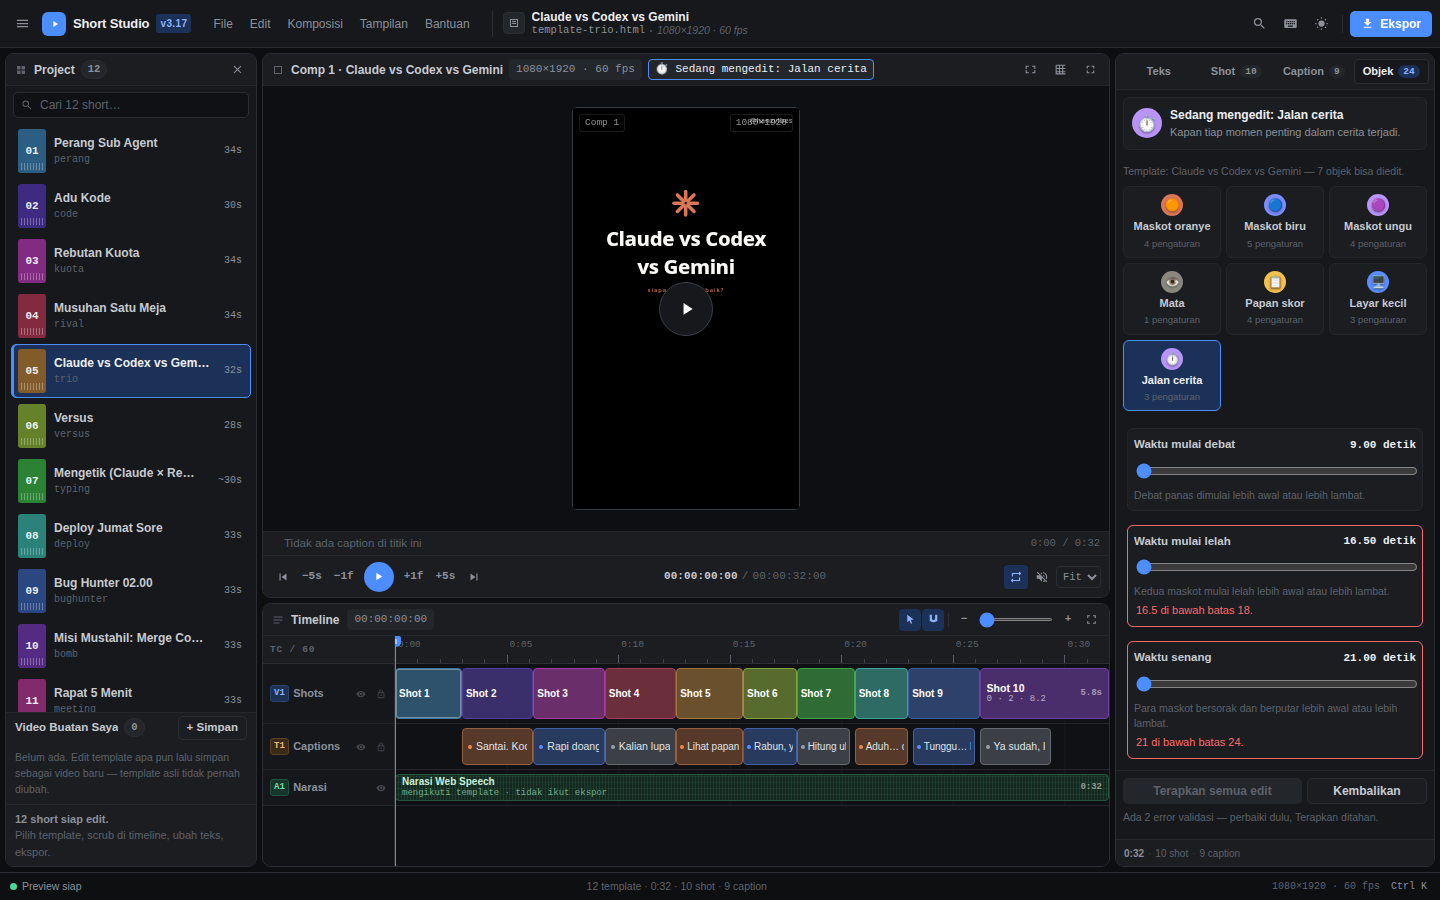 Short Studio v3.17 File Edit Komposisi Tampilan Bantuan
Claude vs Codex vs Gemini
template-trio.html · 1080×1920 · 60 fps
Ekspor
Project 12
Cari 12 short…
01 Perang Sub Agent 34s
perang
02 Adu Kode 30s
code
03 Rebutan Kuota 34s
kuota
04 Musuhan Satu Meja 34s
rival
05 Claude vs Codex vs Gem… 32s
trio
06 Versus 28s
versus
07 Mengetik (Claude × Re… ~30s
typing
08 Deploy Jumat Sore 33s
deploy
09 Bug Hunter 02.00 33s
bughunter
10 Misi Mustahil: Merge Co… 33s
bomb
11 Rapat 5 Menit 33s
meeting
Video Buatan Saya 0 + Simpan
Belum ada. Edit template apa pun lalu simpan
sebagai video baru — template asli tidak pernah
diubah.
12 short siap edit.
Pilih template, scrub di timeline, ubah teks,
ekspor.
Comp 1 · Claude vs Codex vs Gemini 1080×1920 · 60 fps Sedang mengedit: Jalan cerita
Comp 1 1080×1920
Claude vs Codex
vs Gemini
Tidak ada caption di titik ini 0:00 / 0:32
−5s −1f +1f +5s 00:00:00:00 / 00:00:32:00 Fit
Timeline 00:00:00:00 − +
TC / 60 0:00 0:05 0:10 0:15 0:20 0:25 0:30
V1 Shots Shot 1 Shot 2 Shot 3 Shot 4 Shot 5 Shot 6 Shot 7 Shot 8 Shot 9 Shot 10 5.8s
0 · 2 · 8.2
T1 Captions Santai. Koc Rapi doang Kalian lupa Lihat papan Rabun, y Hitung ul Aduh… Tunggu… Ya sudah,
A1 Narasi Narasi Web Speech 0:32
mengikuti template · tidak ikut ekspor
Teks Shot 10 Caption 9 Objek 24
Sedang mengedit: Jalan cerita
Kapan tiap momen penting dalam cerita terjadi.
Template: Claude vs Codex vs Gemini — 7 objek bisa diedit.
Maskot oranye Maskot biru Maskot ungu
4 pengaturan 5 pengaturan 4 pengaturan
Mata Papan skor Layar kecil
1 pengaturan 4 pengaturan 3 pengaturan
Jalan cerita
3 pengaturan
Waktu mulai debat 9.00 detik
Debat panas dimulai lebih awal atau lebih lambat.
Waktu mulai lelah 16.50 detik
Kedua maskot mulai lelah lebih awal atau lebih lambat.
16.5 di bawah batas 18.
Waktu senang 21.00 detik
Para maskot bersorak dan berputar lebih awal atau lebih
lambat.
21 di bawah batas 24.
Terapkan semua edit Kembalikan
Ada 2 error validasi — perbaiki dulu, Terapkan ditahan.
0:32 · 10 shot · 9 caption
Preview siap 12 template · 0:32 · 10 shot · 9 caption 1080×1920 · 60 fps Ctrl K